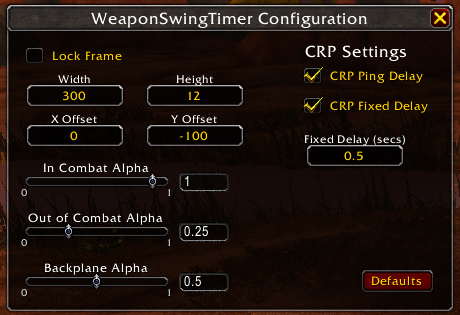 WeaponSwingTimer Configuration
Lock Frame
Width
Height
300
12
X Offset
Y Offset
0
-100
In Combat Alpha
1
0
1
Out of Combat Alpha
0.25
0
1
Backplane Alpha
0.5
0
1
CRP Settings
CRP Ping Delay
CRP Fixed Delay
Fixed Delay (secs)
0.5
Defaults